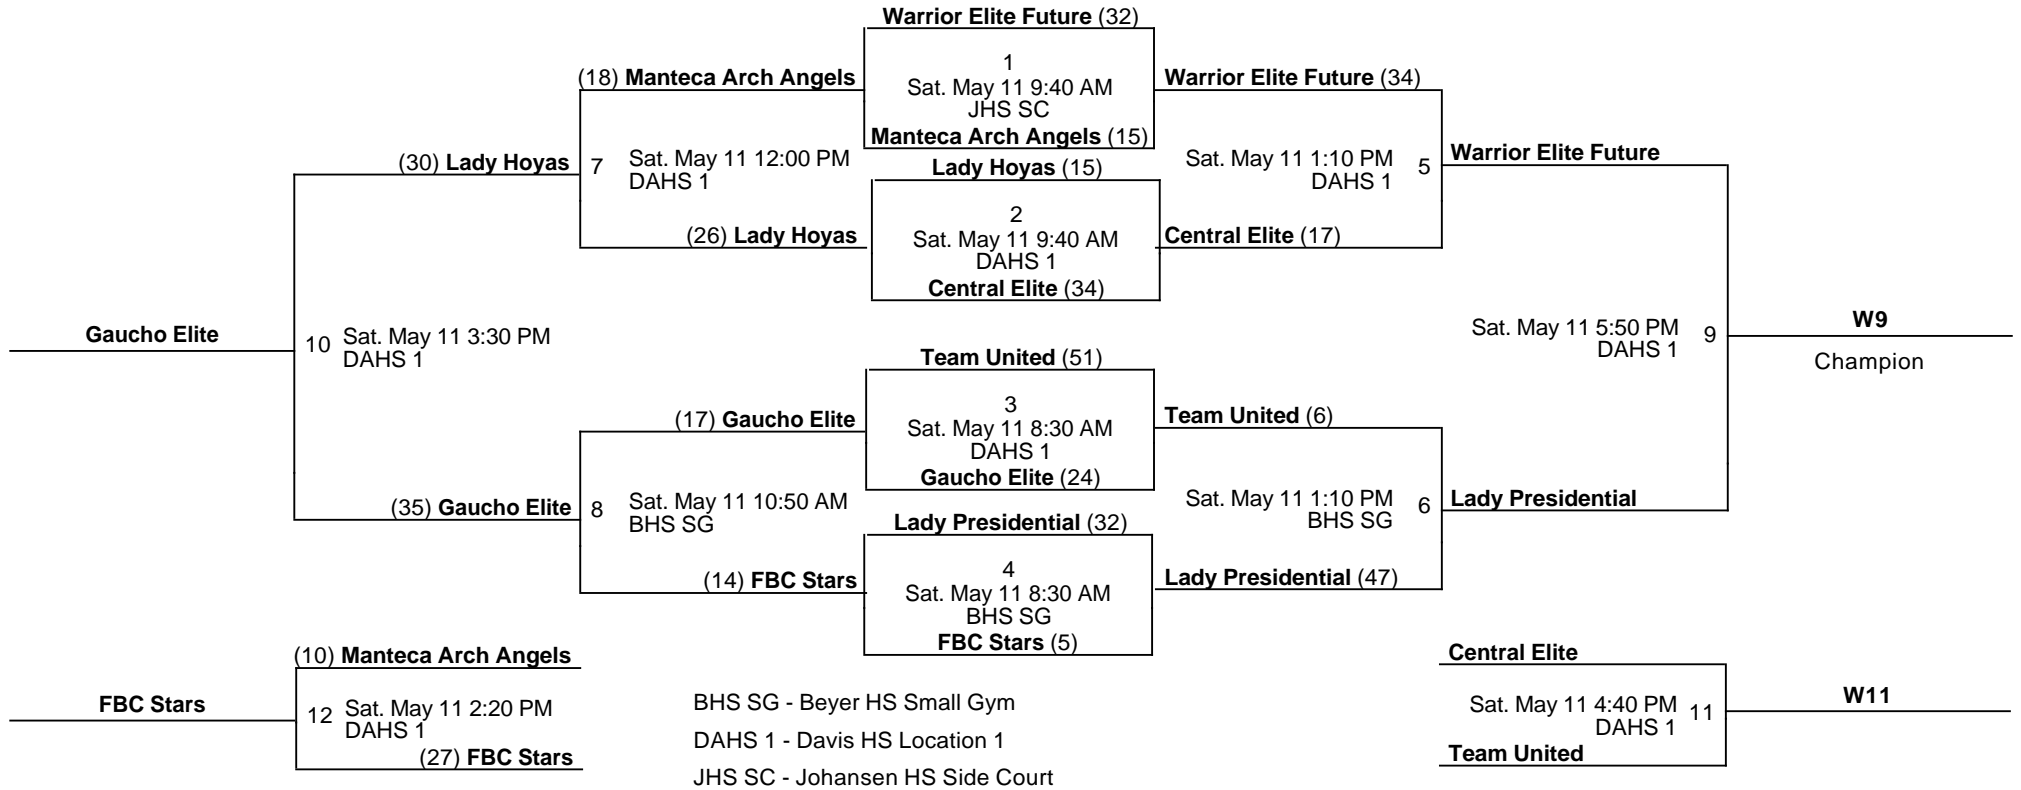 Warrior Elite Future (32)
1
Sat. May 11 9:40 AM
JHS SC
Manteca Arch Angels (15)
Lady Hoyas (15)
2
Sat. May 11 9:40 AM
DAHS 1
Central Elite (34)
Team United (51)
3
Sat. May 11 8:30 AM
DAHS 1
Gaucho Elite (24)
Lady Presidential (32)
4
Sat. May 11 8:30 AM
BHS SG
FBC Stars (5)
(18) Manteca Arch Angels
7 Sat. May 11 12:00 PM
DAHS 1
(26) Lady Hoyas
(17) Gaucho Elite
8 Sat. May 11 10:50 AM
BHS SG
(14) FBC Stars
(30) Lady Hoyas
10 Sat. May 11 3:30 PM
DAHS 1
(35) Gaucho Elite
Gaucho Elite
Warrior Elite Future (34)
Sat. May 11 1:10 PM 5
DAHS 1
Central Elite (17)
Team United (6)
Sat. May 11 1:10 PM 6
BHS SG
Lady Presidential (47)
Warrior Elite Future
Sat. May 11 5:50 PM 9
DAHS 1
Lady Presidential
W9
Champion
(10) Manteca Arch Angels
12 Sat. May 11 2:20 PM
DAHS 1
(27) FBC Stars
FBC Stars
BHS SG - Beyer HS Small Gym
DAHS 1 - Davis HS Location 1
JHS SC - Johansen HS Side Court
Central Elite
Sat. May 11 4:40 PM 11
DAHS 1
Team United
W11